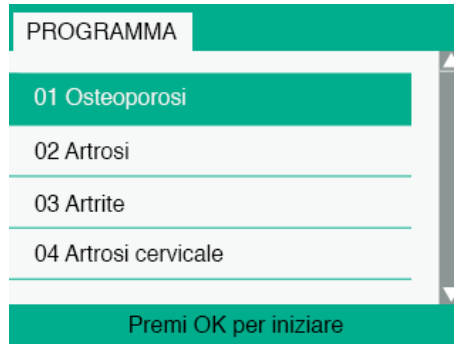 PROGRAMMA
01 Osteoporosi
02 Artrosi
03 Artrite
04 Artrosi cervicale
Premi OK per iniziare